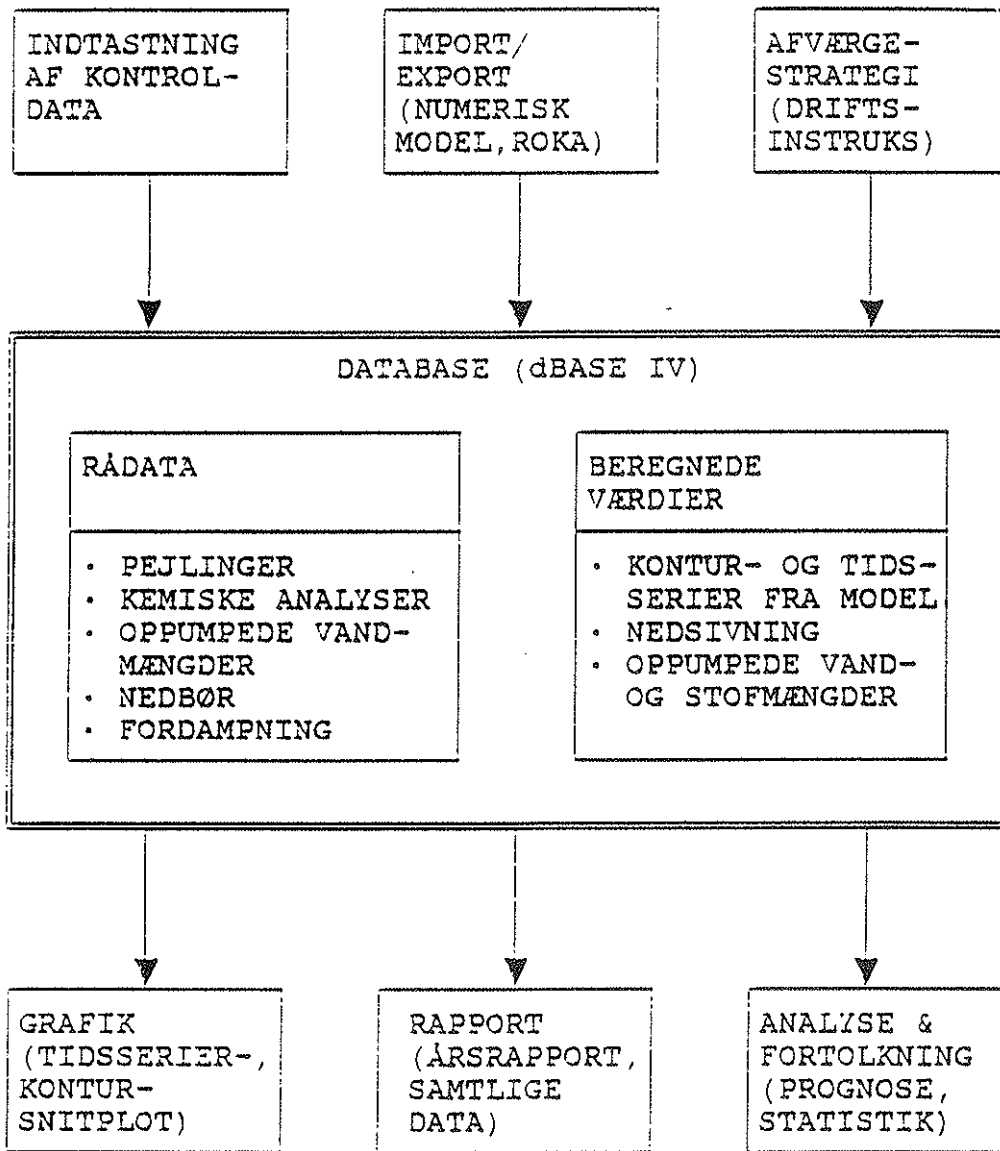 INDTASTNING
AF KONTROL-
DATA
IMPORT/
EXPORT
(NUMERISK
MODEL, ROKA)
AFVÆRGE-
STRATEGI
(DRIFTS-
INSTRUKS)
DATABASE (dBASE IV)
RÅDATA
· PEJLINGER
· KEMISKE ANALYSER
· OPPUMPEDE VAND-
MÆNGDER
· NEDBØR
· FORDAMPNING
BEREGNEDE
VÆRDIER
· KONTUR- OG TIDS-
SERIER FRA MODEL
· NEDSIVNING
· OPPUMPEDE VAND-
OG STOFMÆNGDER
GRAFIK
(TIDSSERIER-,
KONTUR-
SNITPLOT)
RAPPORT
(ÅRSRAPPORT,
SAMTLIGE
DATA)
ANALYSE &
FORTOLKNING
(PROGNOSE,
STATISTIK)